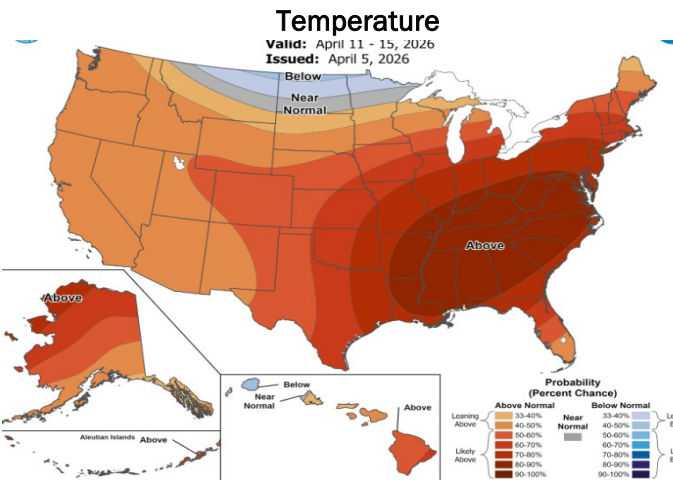 Temperature
Valid: April 11 - 15, 2026
Issued: April 5, 2026
Below
Near
Normal
Above
Above
Aleutian Islands Above
Below
Near
Normal
Above
Probability
(Percent Chance)
Above Normal
Near
Normal
Below Normal
Leaning
Above
33-40%
40-50%
50-60%
60-70%
70-80%
80-90%
90-100%
Likely
Above
33-40%
40-50%
50-60%
60-70%
70-80%
80-90%
90-100%